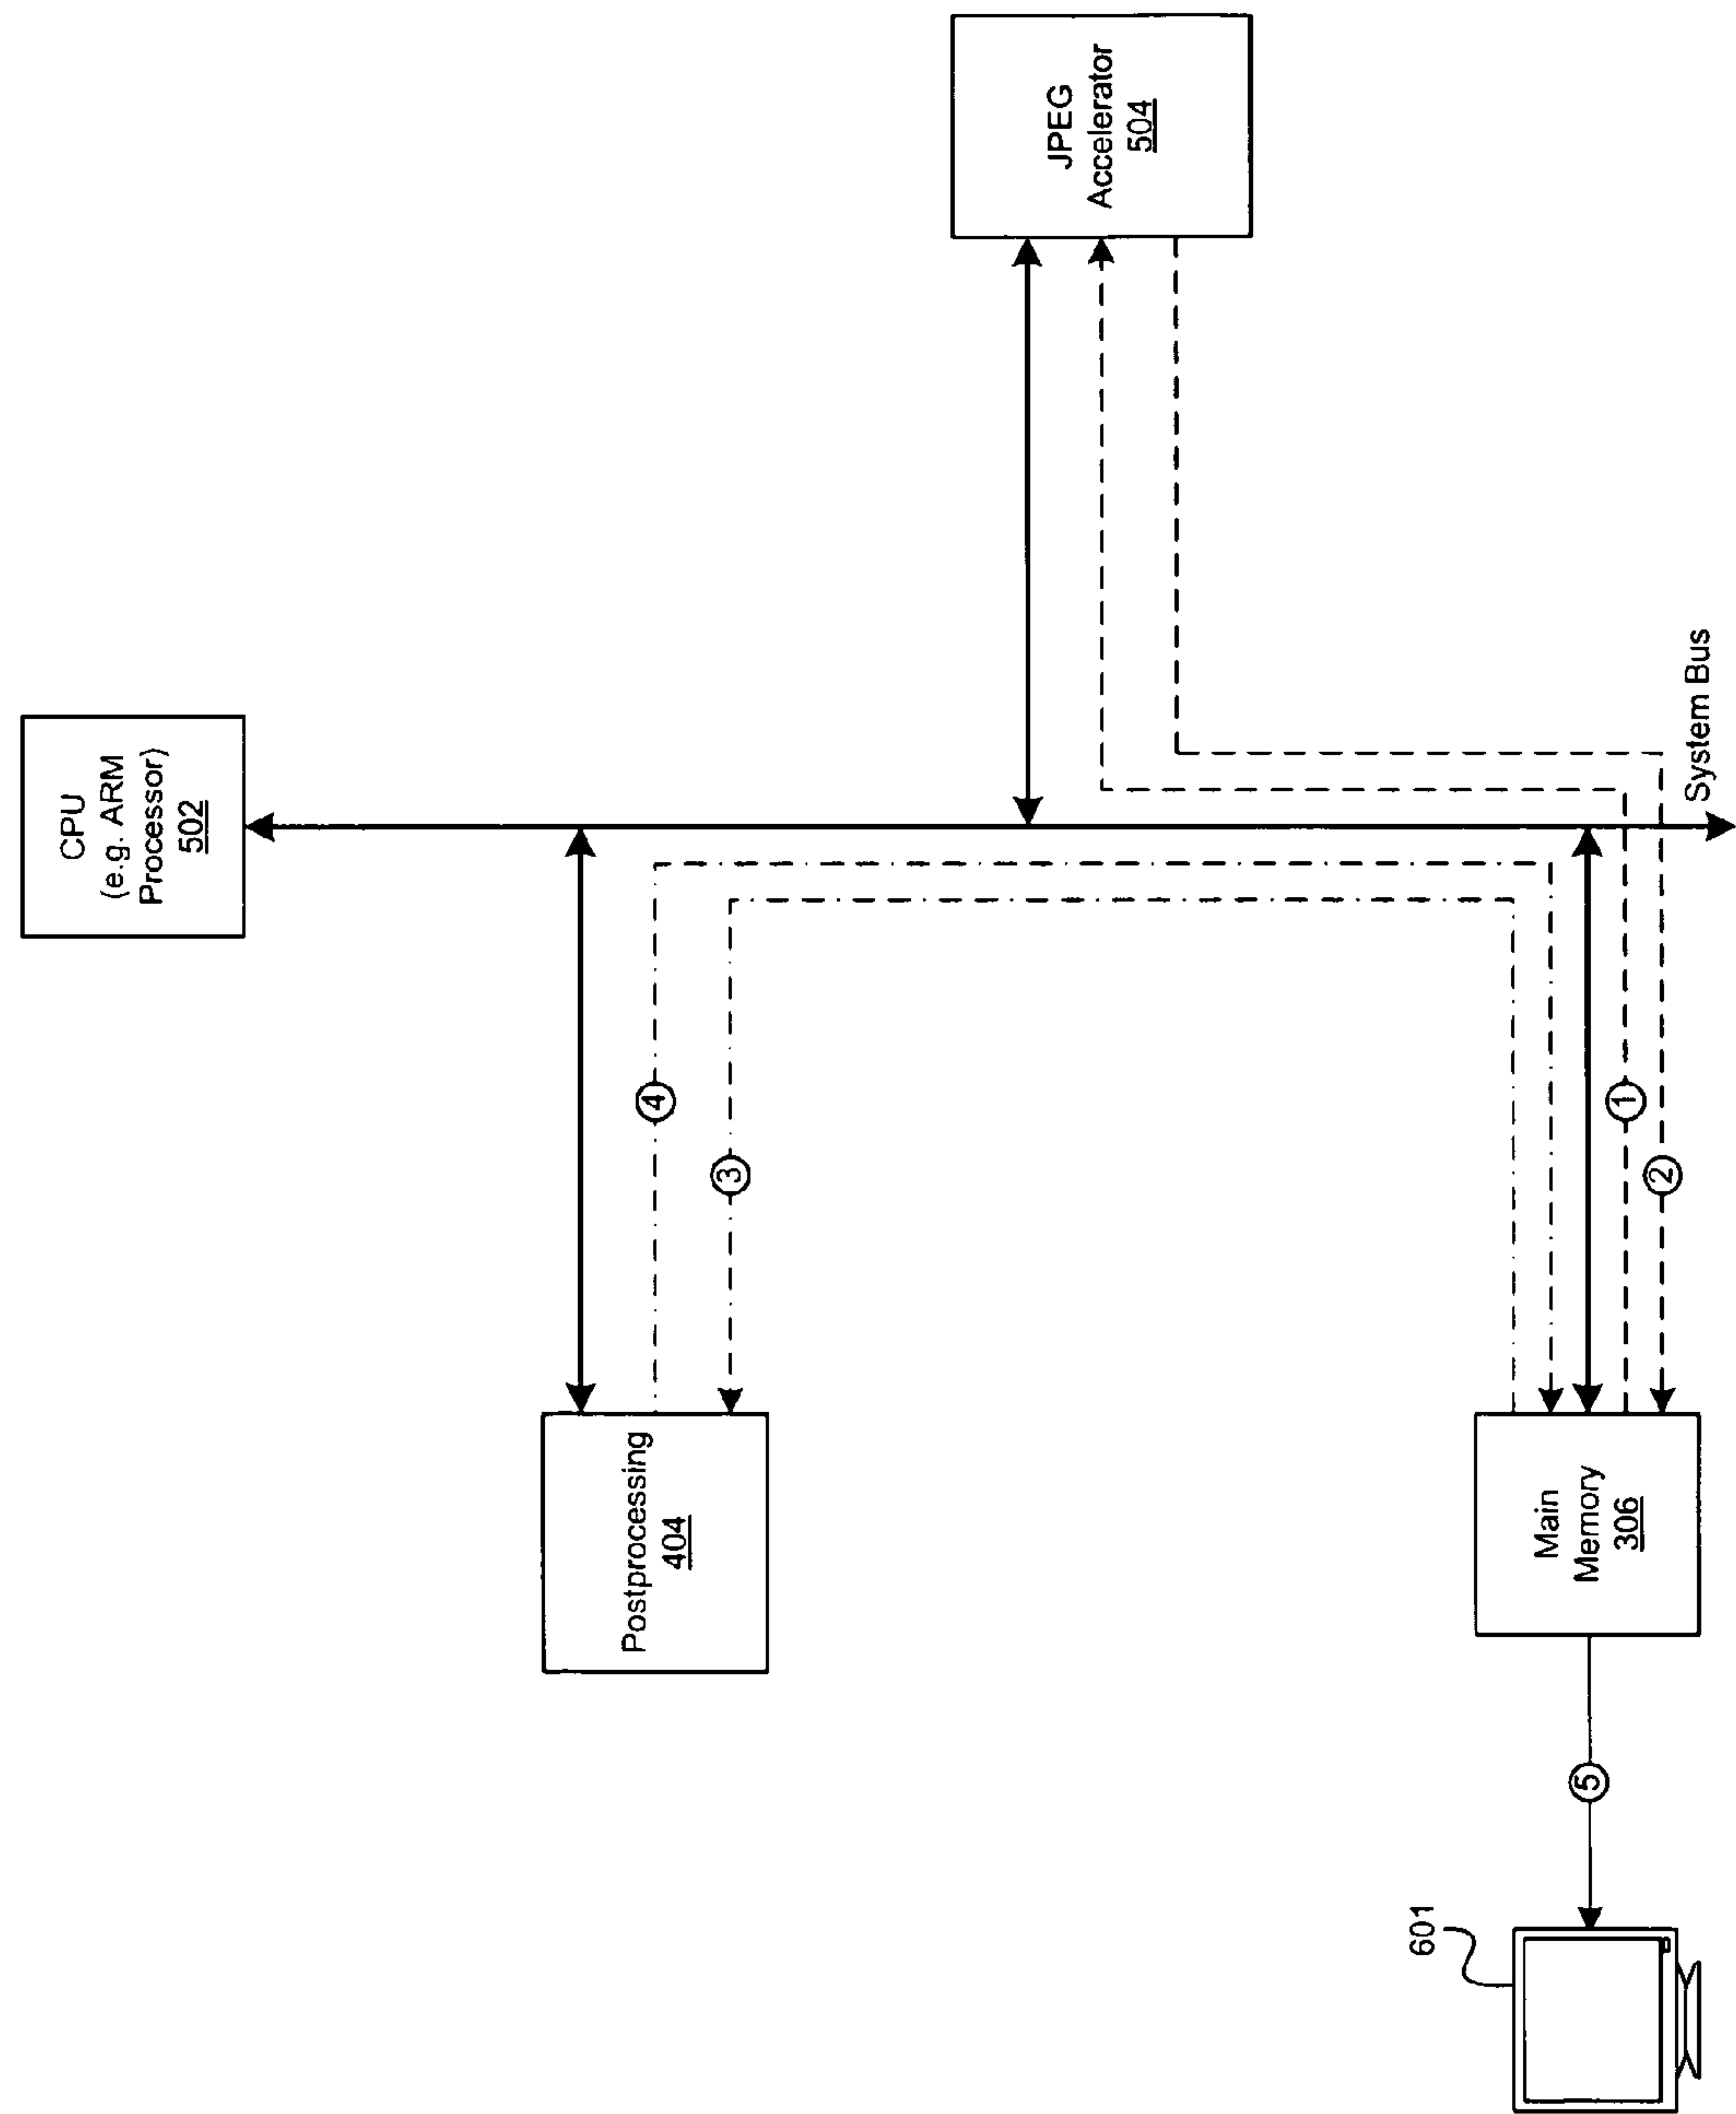 CPU
(e.g. ARM
Processor)
502
JPEG
Accelerator
504
Postprocessing
404
4
3
Main
Memory
306
1
2
5
601
System Bus